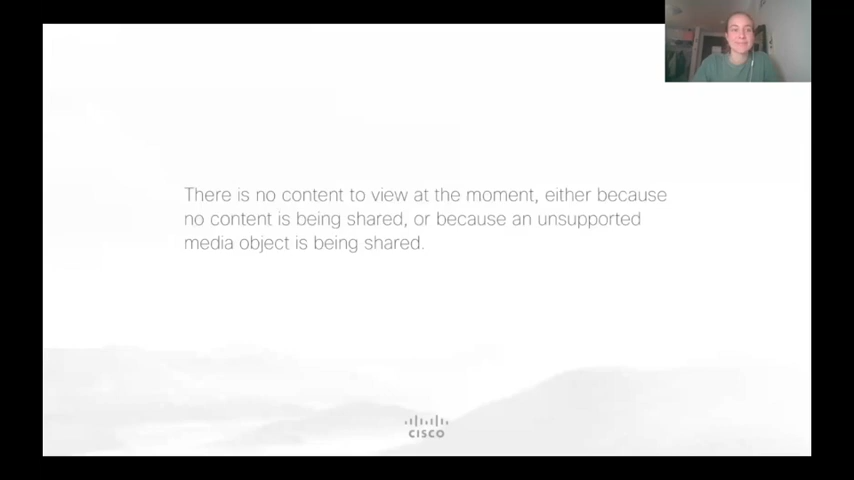 There is no content to view at the moment, either because
no content is being shared, or because an unsupported
media object is being shared.
CISCO